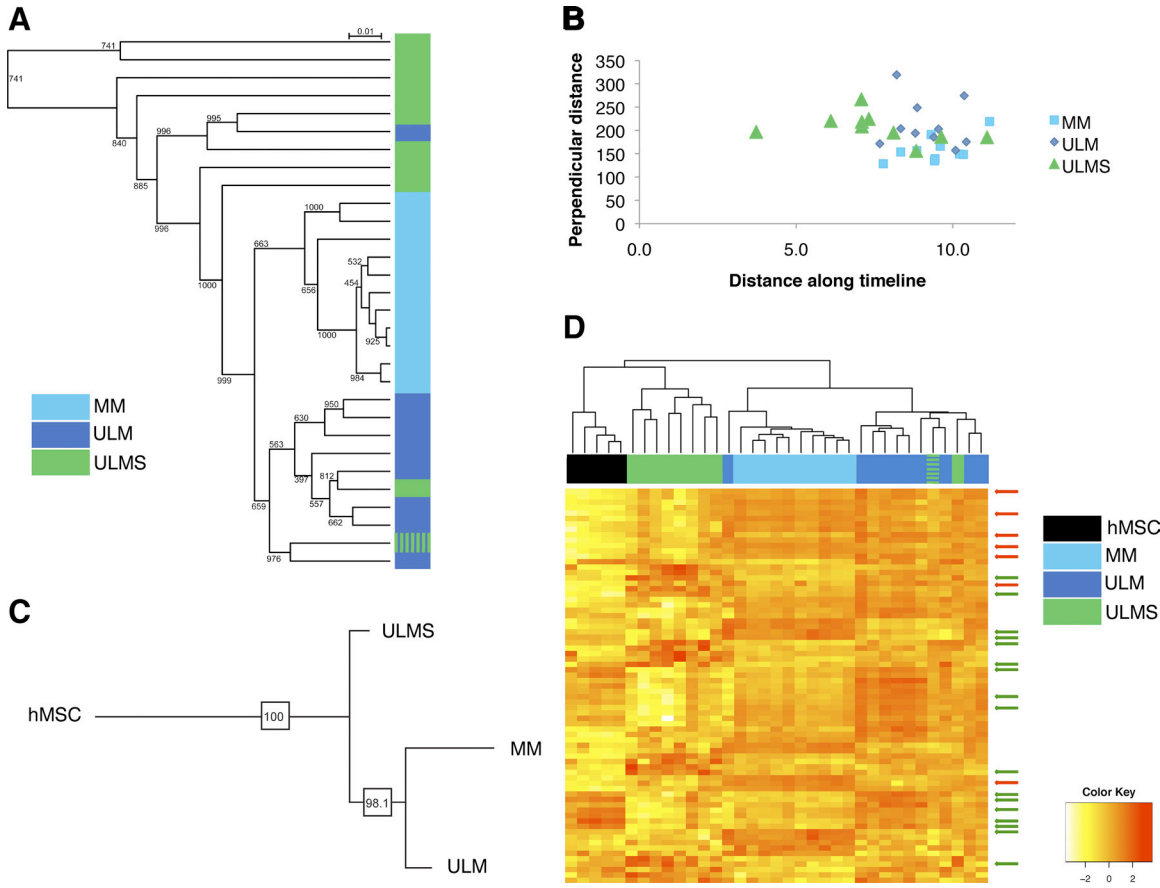 A
0.01
741
741
840
995
996
885
996
1000
663
532
454
656
1000
925
1000
984
999
950
630
563
812
397
557
662
659
976
MM
ULM
ULMS
B
Perpendicular distance
350
300
250
200
150
100
50
0
0.0
5.0
10.0
Distance along timeline
MM
ULM
ULMS
C
hMSC
100
ULMS
98.1
MM
ULM
D
hMSC
MM
ULM
ULMS
Color Key
−2 0 2